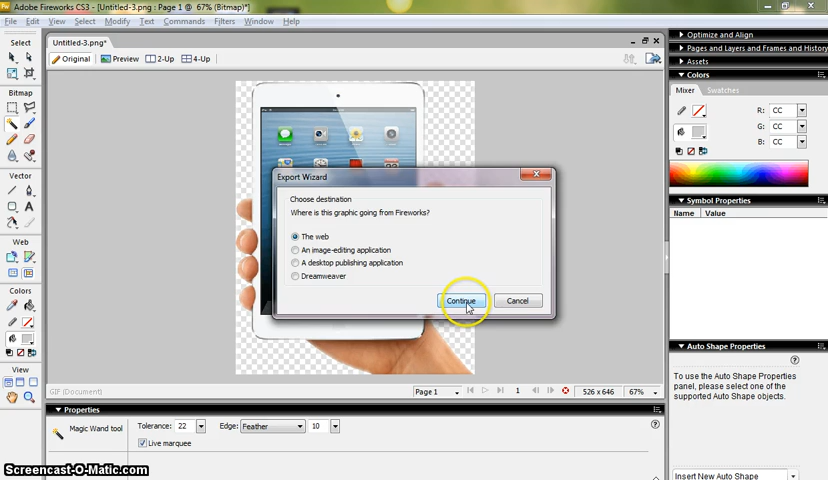 Fw Adobe Fireworks CS3 - [Untitled-3.png : Page 1 @ 67% (Bitmap)*]
File Edit View Select Modify Text Commands Filters Window Help
Select
Untitled-3.png*
Original Preview 2-Up 4-Up
Bitmap
Vector
Web
Colors
View
Export Wizard
Choose destination
Where is this graphic going from Fireworks?
The web
An image-editing application
A desktop publishing application
Dreamweaver
Continue Cancel
GIF (Document)
Page 1 1 526 x 646 67%
Properties
Magic Wand tool
Tolerance: 22 Edge: Feather 10
Live marquee
Optimize and Align
Pages and Layers and Frames and History
Assets
Colors
Mixer Swatches
R: CC
G: CC
B: CC
Symbol Properties
Name Value
Auto Shape Properties
To use the Auto Shape Properties
panel, please select one of the
supported Auto Shape objects.
Insert New Auto Shape
Screencast-O-Matic.com